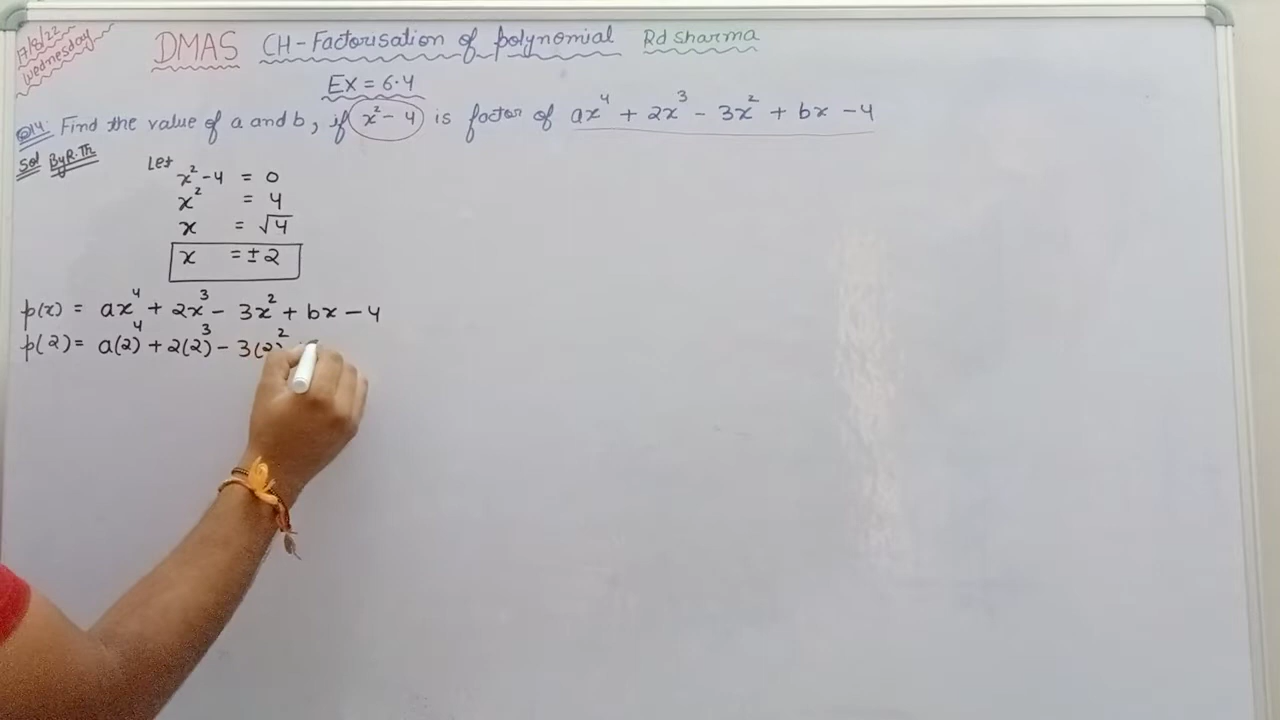 17/8/22
Wednesday
DMAS CH-Factorisation of polynomial Rd sharma
Ex = 6.4
Q14. Find the value of a and b, if x² - 4 is factor of ax⁴ + 2x³ - 3x² + bx - 4
Sol By R.Th
Let
x² - 4 = 0
x² = 4
x = √4
x = ± 2
p(x) = ax⁴ + 2x³ - 3x² + bx - 4
p(2) = a(2)⁴ + 2(2)³ - 3(2)²